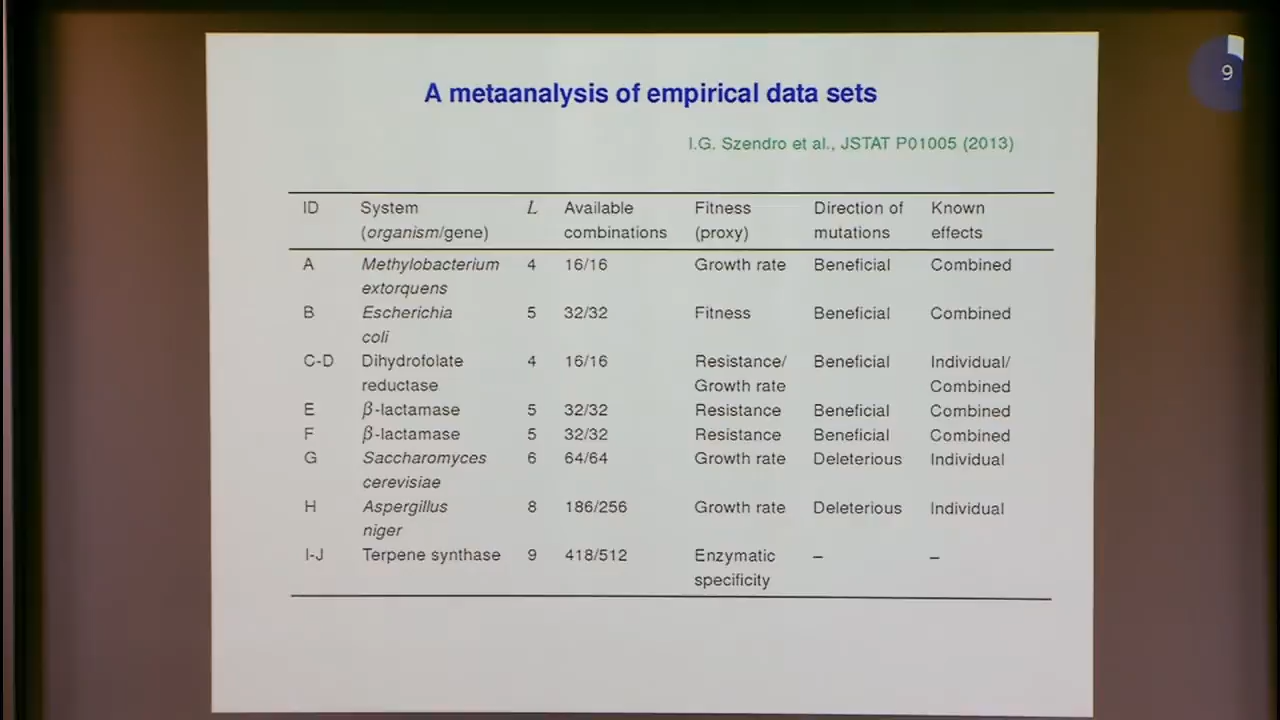 9
A metaanalysis of empirical data sets
I.G. Szendro et al., JSTAT P01005 (2013)
ID System L Available Fitness Direction of Known
(organism/gene) combinations (proxy) mutations effects
A Methylobacterium 4 16/16 Growth rate Beneficial Combined
extorquens
B Escherichia 5 32/32 Fitness Beneficial Combined
coli
C-D Dihydrofolate 4 16/16 Resistance/ Beneficial Individual/
reductase Growth rate Combined
E β-lactamase 5 32/32 Resistance Beneficial Combined
F β-lactamase 5 32/32 Resistance Beneficial Combined
G Saccharomyces 6 64/64 Growth rate Deleterious Individual
cerevisiae
H Aspergillus 8 186/256 Growth rate Deleterious Individual
niger
I-J Terpene synthase 9 418/512 Enzymatic – –
specificity